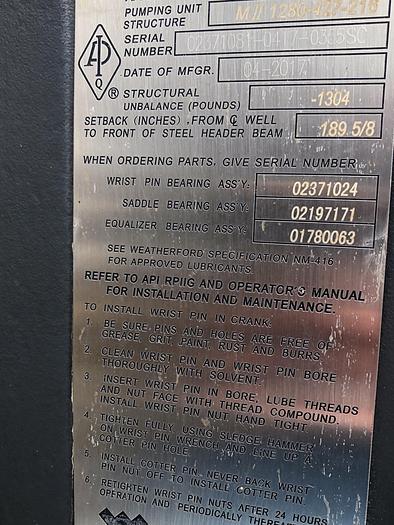 PUMPING UNIT
STRUCTURE
SERIAL
NUMBER
API
Q
®
DATE OF MFGR. 04-2017
STRUCTURAL
UNBALANCE (POUNDS) -1304
SETBACK (INCHES) ,FROM ℄ WELL
TO FRONT OF STEEL HEADER BEAM 189.5/8
WHEN ORDERING PARTS, GIVE SERIAL NUMBER
WRIST PIN BEARING ASS'Y: 02371024
SADDLE BEARING ASS'Y: 02197171
EQUALIZER BEARING ASS'Y: 01780063
SEE WEATHERFORD SPECIFICATION NM-416
FOR APPROVED LUBRICANTS.
REFER TO API RPIIG AND OPERATOR'S MANUAL
FOR INSTALLATION AND MAINTENANCE.
TO INSTALL WRIST PIN IN CRANK:
1. BE SURE PINS AND HOLES ARE FREE OF
GREASE, GRIT, PAINT, RUST AND BURRS.
2. CLEAN WRIST PIN AND WRIST PIN BORE
THOROUGHLY WITH SOLVENT.
3. INSERT WRIST PIN IN BORE, LUBE THREADS
AND NUT FACE WITH THREAD COMPOUND.
INSTALL WRIST PIN NUT HAND TIGHT.
4. TIGHTEN FULLY USING SLEDGE HAMMER
ON WRIST PIN WRENCH AND LINE UP A
COTTER PIN HOLE.
5. INSTALL COTTER PIN. NEVER BACK WRIST
PIN NUT OFF TO INSTALL COTTER PIN.
6. RETIGHTEN WRIST PIN NUTS AFTER 24 HOURS
OPERATION AND PERIODICALLY